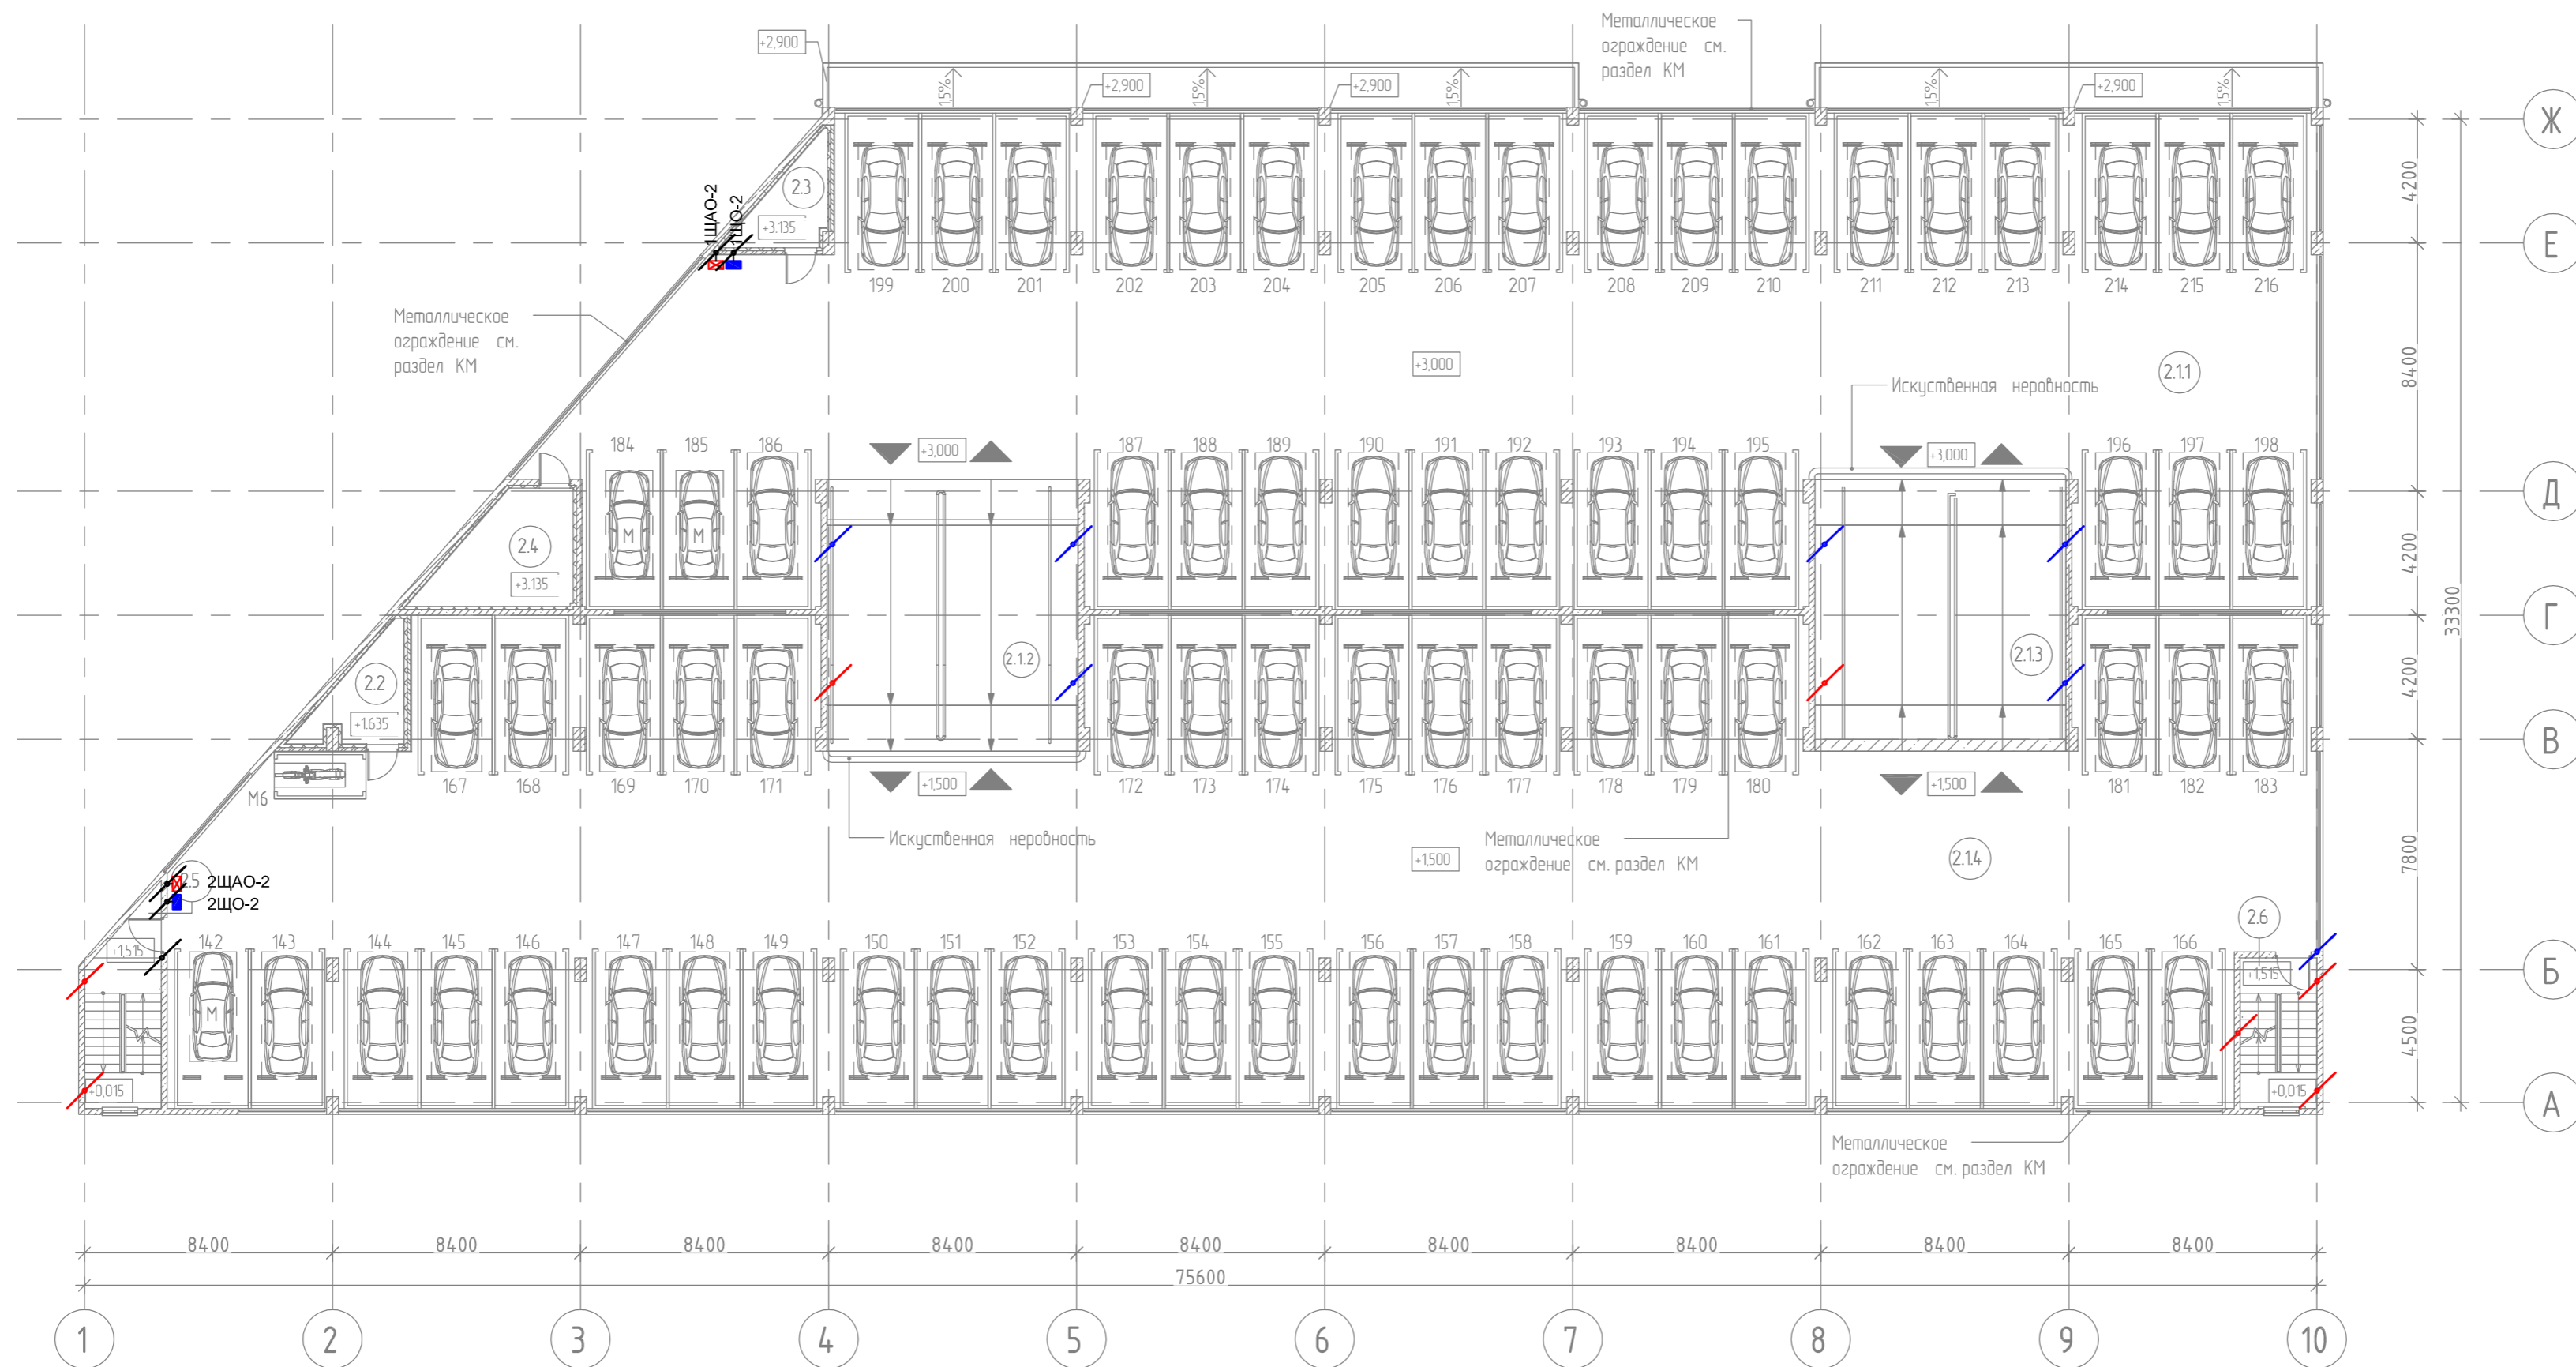 Металлическое
ограждение см.
раздел КМ
+2,900
+2,900
+2,900
+2,900
1,5%
1,5%
1,5%
1,5%
1,5%
Ж
4200
2.3
1ЩАО-2
1ЩО-2
+3.135
Е
199 200 201 202 203 204 205 206 207 208 209 210 211 212 213 214 215 216
Металлическое
ограждение см.
раздел КМ
+3,000
2.1.1
8400
Искуственная неровность
33300
184 185 186 187 188 189 190 191 192 193 194 195 196 197 198
+3,000
+3,000
Д
М М
2.4
4200
+3.135
Г
2.1.2
2.1.3
2.2
4200
+1.635
В
М6
167 168 169 170 171 172 173 174 175 176 177 178 179 180 181 182 183
+1,500
+1,500
Искуственная неровность
Металлическое
ограждение см. раздел КМ
+1,500
2.1.4
7800
2.5
2ЩАО-2
2ЩО-2
2.6
+1,515
142 143 144 145 146 147 148 149 150 151 152 153 154 155 156 157 158 159 160 161 162 163 164 165 166
+1,515
Б
М
4500
+0,015
+0,015
А
Металлическое
ограждение см. раздел КМ
8400 8400 8400 8400 8400 8400 8400 8400 8400
75600
1 2 3 4 5 6 7 8 9 10